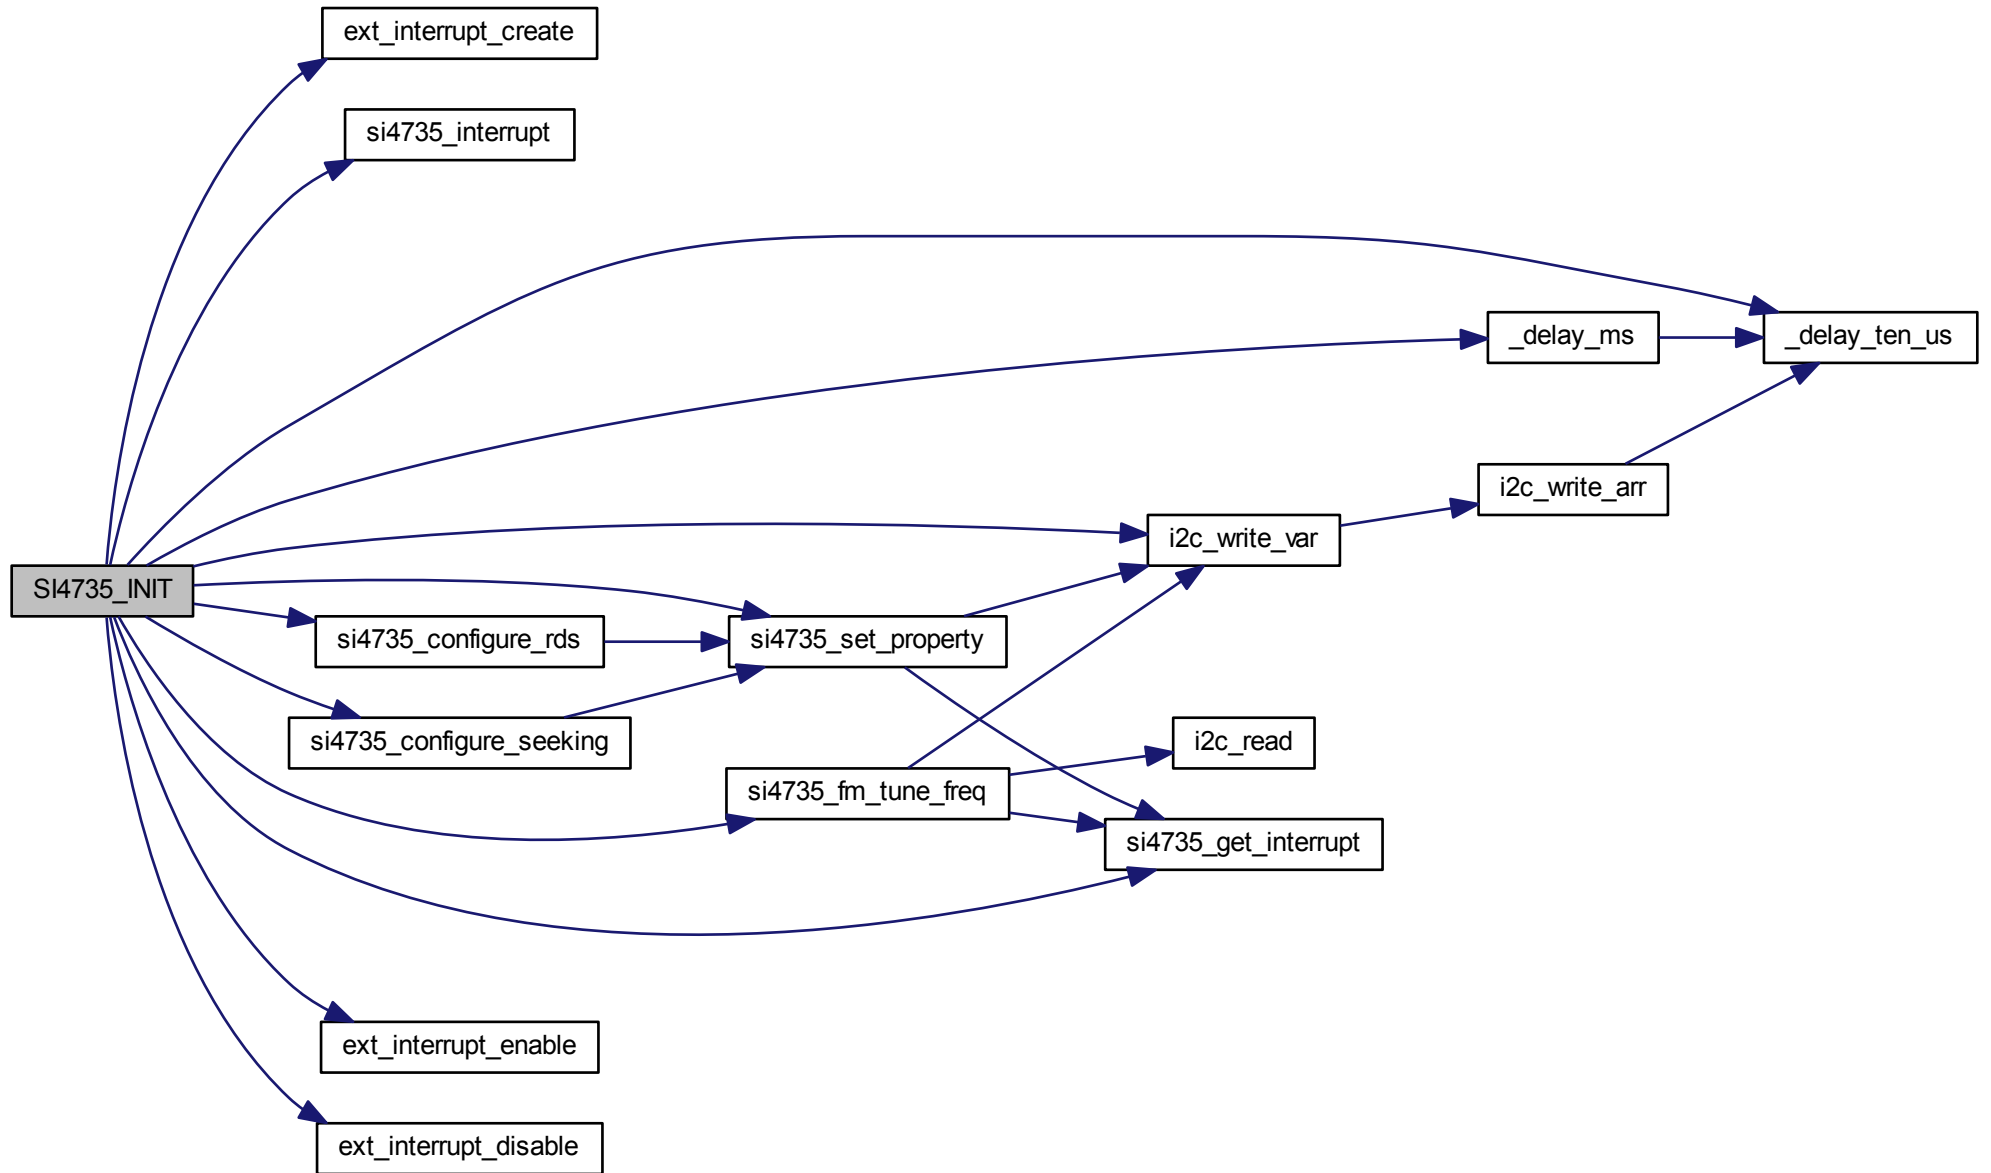 ext_interrupt_create
si4735_interrupt
_delay_ms
_delay_ten_us
i2c_write_arr
i2c_write_var
SI4735_INIT
si4735_configure_rds
si4735_set_property
si4735_configure_seeking
i2c_read
si4735_fm_tune_freq
si4735_get_interrupt
ext_interrupt_enable
ext_interrupt_disable